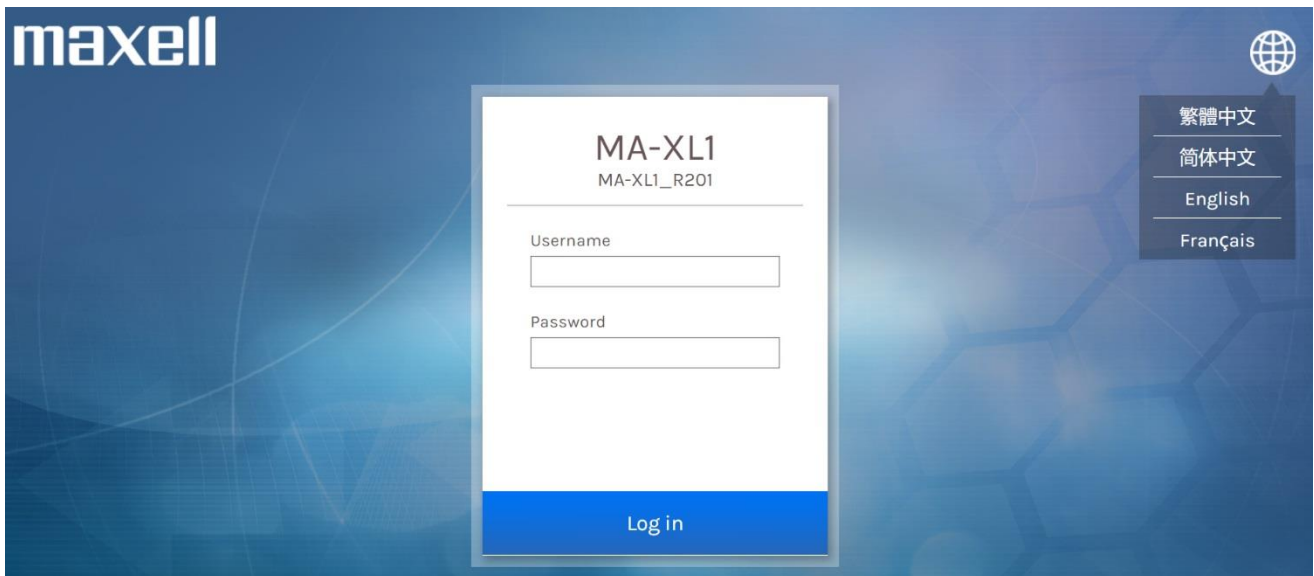 maxell
MA-XL1
MA-XL1_R201
Username
Password
Log in
繁體中文
简体中文
English
Français